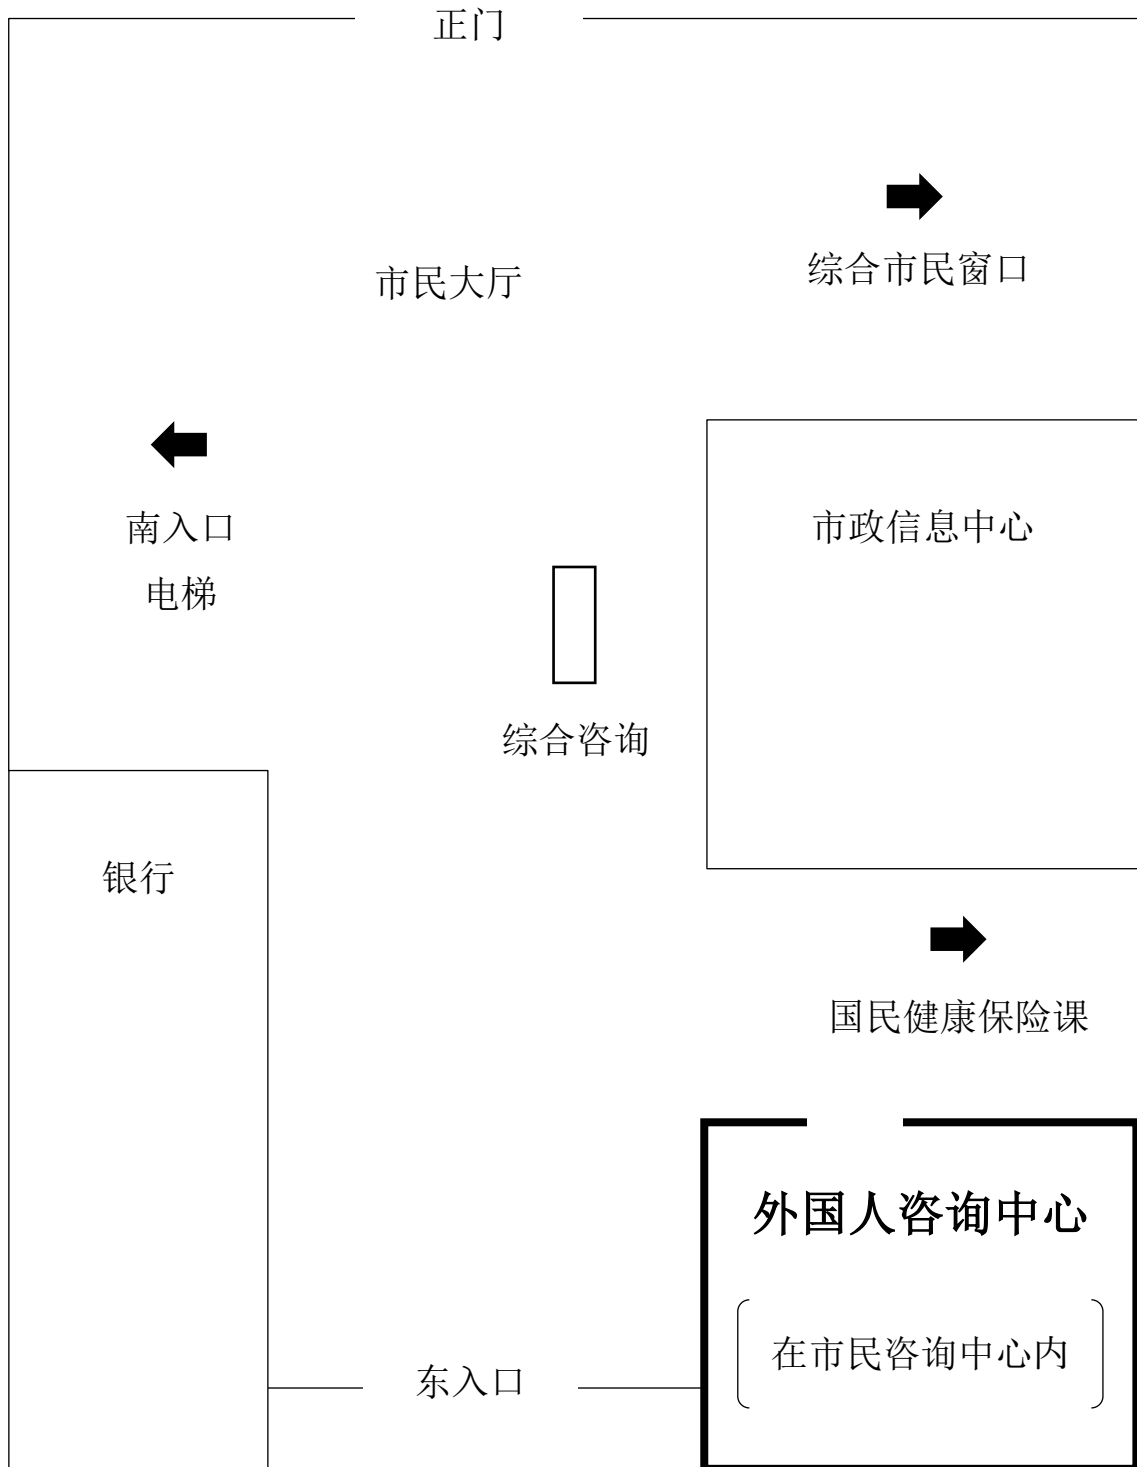 正门
综合市民窗口
市民大厅
南入口
电梯
市政信息中心
综合咨询
银行
国民健康保险课
外国人咨询中心
在市民咨询中心内
东入口